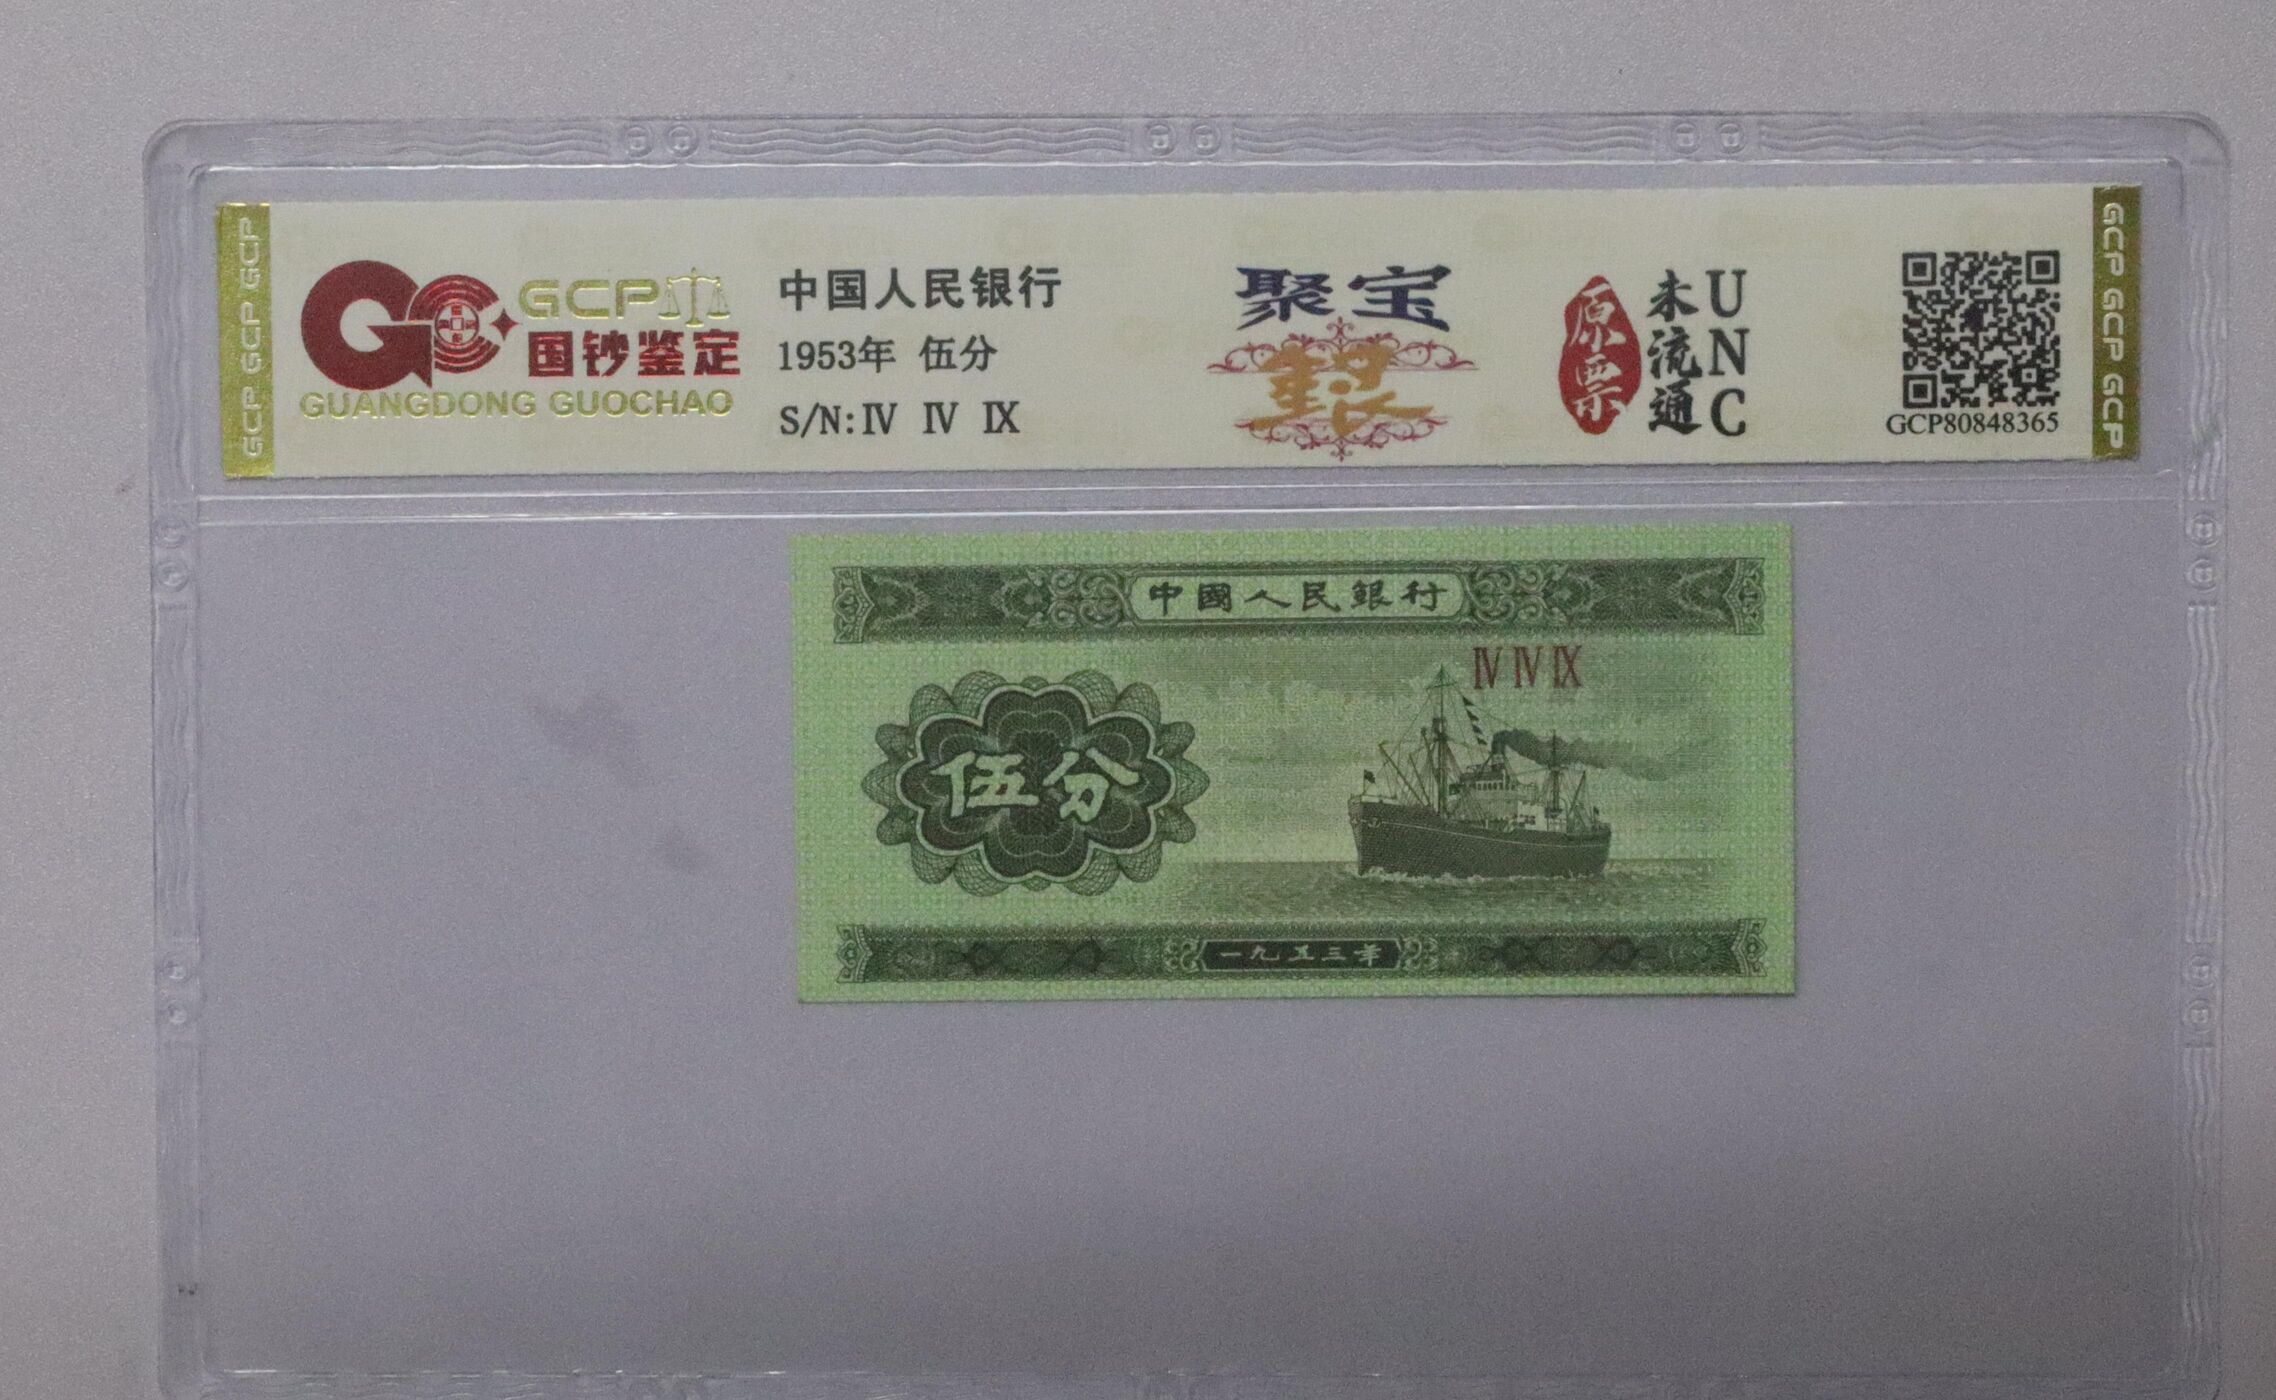 GCP GCP GCP
GCP
国钞鉴定
GUANGDONG GUOCHAO
中国人民银行
1953年 伍分
S/N:Ⅳ Ⅳ Ⅸ
聚宝
原票
未流通
UNC
GCP80848365
GCP GCP GCP
中國人民銀行
Ⅳ Ⅳ Ⅸ
伍分
一九五三年